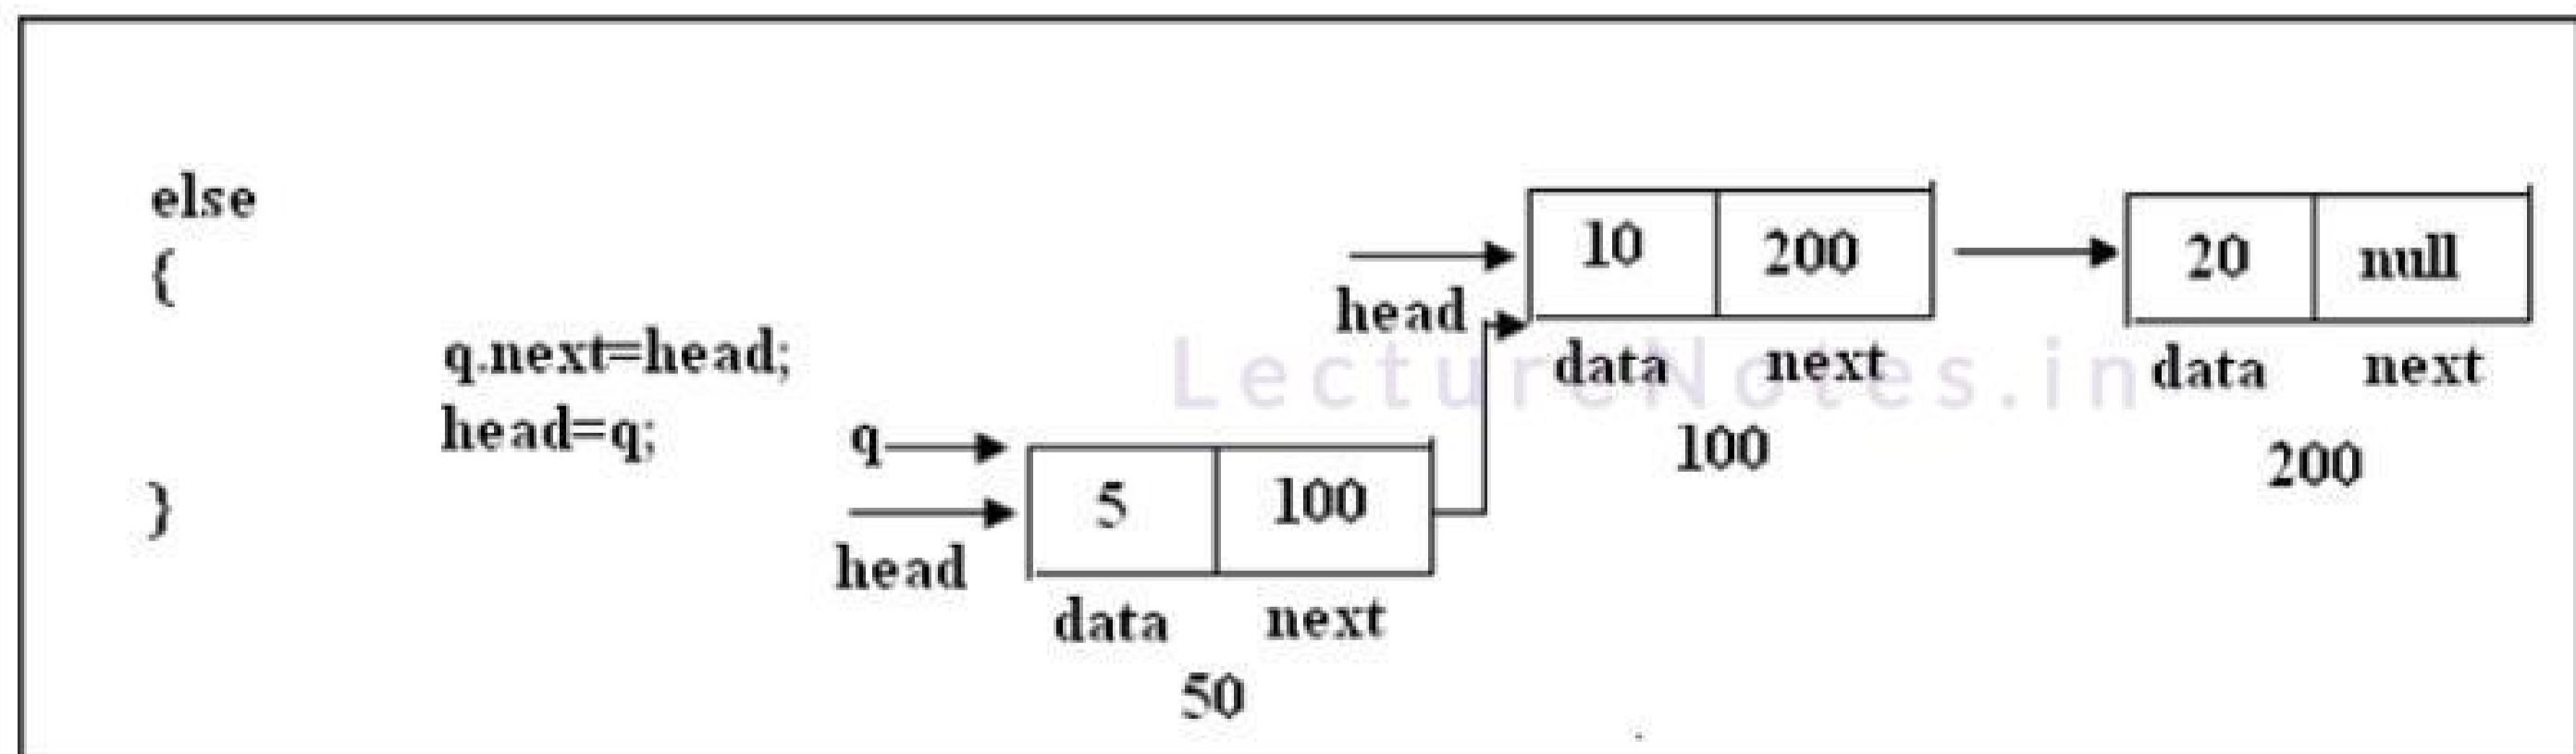 else
{
q.next=head;
head=q;
}
head
10 200
20 null
data next
data next
100
200
q
head
5 100
data next
50
LectureNotes.in